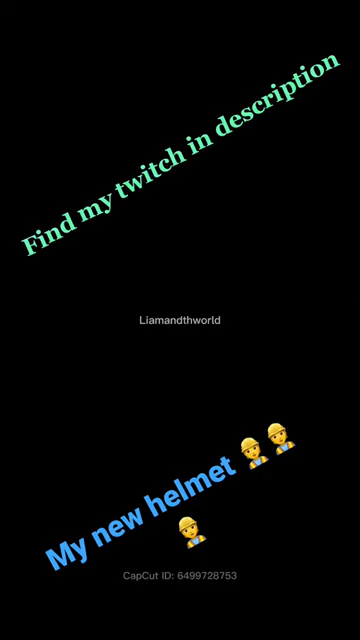 Find my twitch in description
Liamandthworld
My new helmet 👷👷
👷
CapCut ID: 6499728753